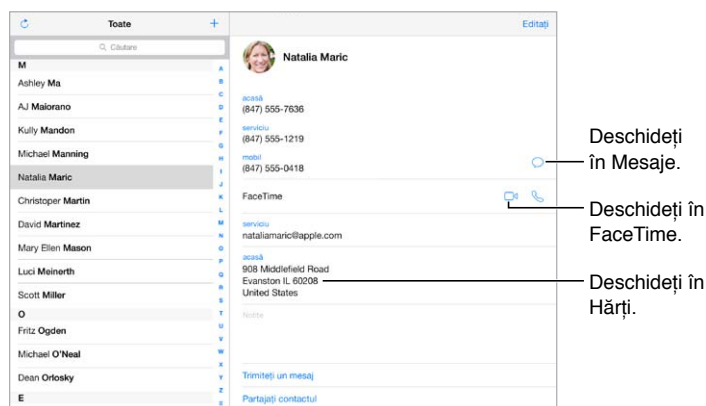 Toate
+
Editați
Căutare
M
Ashley Ma
AJ Maiorano
Kully Mandon
Michael Manning
Natalia Maric
Christoper Martin
David Martinez
Mary Ellen Mason
Luci Meinerth
Scott Miller
O
Fritz Ogden
Michael O'Neal
Dean Orlosky
E
A
B
C
D
E
F
G
H
I
J
K
L
M
N
O
P
Q
R
S
T
U
V
W
X
Y
Z
Natalia Maric
acasă
(847) 555-7636
serviciu
(847) 555-1219
mobil
(847) 555-0418
FaceTime
serviciu
nataliamaric@apple.com
acasă
908 Middlefield Road
Evanston IL 60208
United States
Notițe
Trimiteți un mesaj
Partajați contactul
Deschideți
în Mesaje.
Deschideți în
FaceTime.
Deschideți în
Hărți.